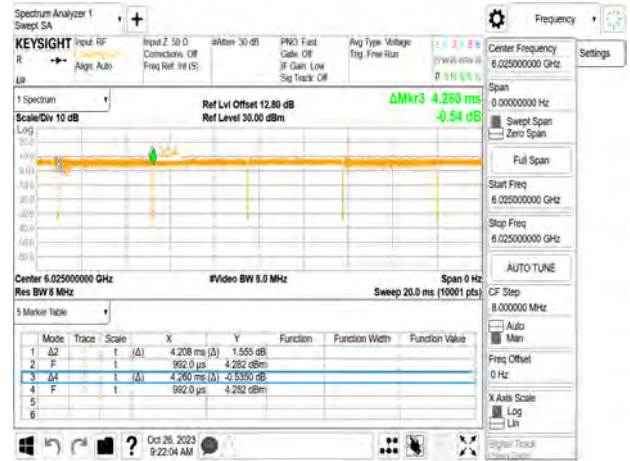 Spectrum Analyzer 1
Swept SA
Frequency
KEYSIGHT Input: RF
Input Z: 50 Ω
#Atten: 30 dB
PNO: Fast
Avg Type: Voltage
Corrections: Off
Gate: Off
Trig: Free Run
R
Align: Auto
Freq Ref: Int (S)
IF Gain: Low
Sig Track: Off
Center Frequency
6.025000000 GHz
Settings
Span
0.00000000 Hz
Swept Span
Zero Span
Full Span
Start Freq
6.025000000 GHz
Stop Freq
6.025000000 GHz
AUTO TUNE
CF Step
8.000000 MHz
Auto
Man
Freq Offset
0 Hz
X Axis Scale
Log
Lin
Signal Track
1 Spectrum
Scale/Div 10 dB
Ref Lvl Offset 12.80 dB
Ref Level 30.00 dBm
ΔMkr3 4.260 ms
-0.54 dB
Log
Center 6.025000000 GHz
#Video BW 8.0 MHz
Span 0 Hz
Res BW 8 MHz
Sweep 20.0 ms (10001 pts)
5 Marker Table
Mode Trace Scale X Y Function Function Width Function Value
1 Δ2 t (Δ) 4.208 ms (Δ) 1.555 dB
2 F t 992.0 µs 4.282 dBm
3 Δ4 t (Δ) 4.260 ms (Δ) -0.5350 dB
4 F t 992.0 µs 4.282 dBm
5
6
? Oct 26, 2023
9:22:04 AM